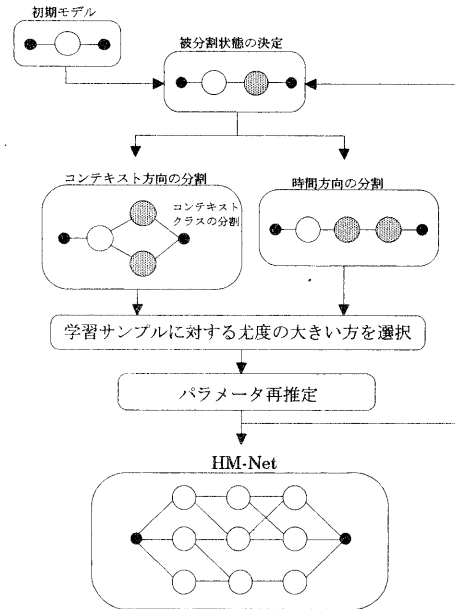 初期モデル
被分割状態の決定
コンテキスト方向の分割
コンテキスト
クラスの分割
時間方向の分割
学習サンプルに対する尤度の大きい方を選択
パラメータ再推定
HM-Net